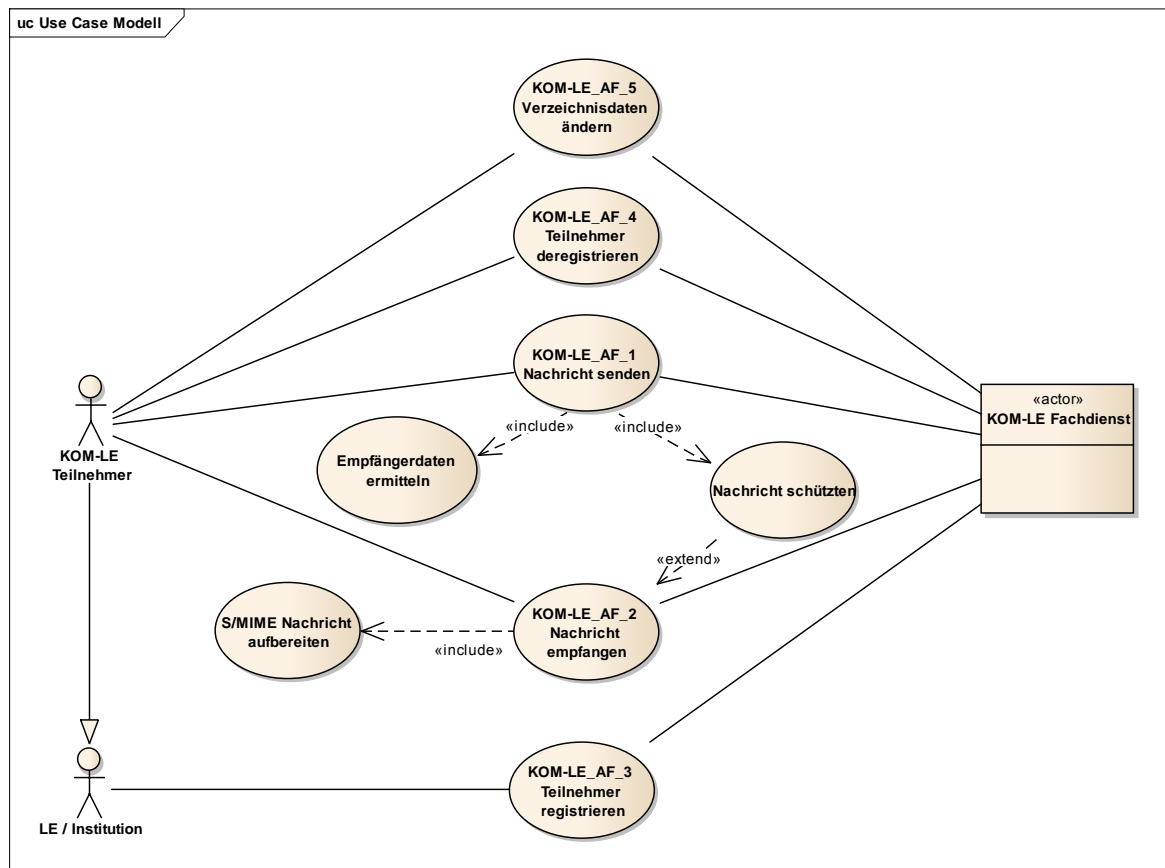 uc Use Case Modell
KOM-LE_AF_5
Verzeichnisdaten
ändern
KOM-LE_AF_4
Teilnehmer
deregistrieren
KOM-LE_AF_1
Nachricht senden
«actor»
KOM-LE Fachdienst
«include»
«include»
KOM-LE
Teilnehmer
Empfängerdaten
ermitteln
Nachricht schützten
«extend»
S/MIME Nachricht
aufbereiten
KOM-LE_AF_2
Nachricht
empfangen
«include»
KOM-LE_AF_3
Teilnehmer
registrieren
LE / Institution